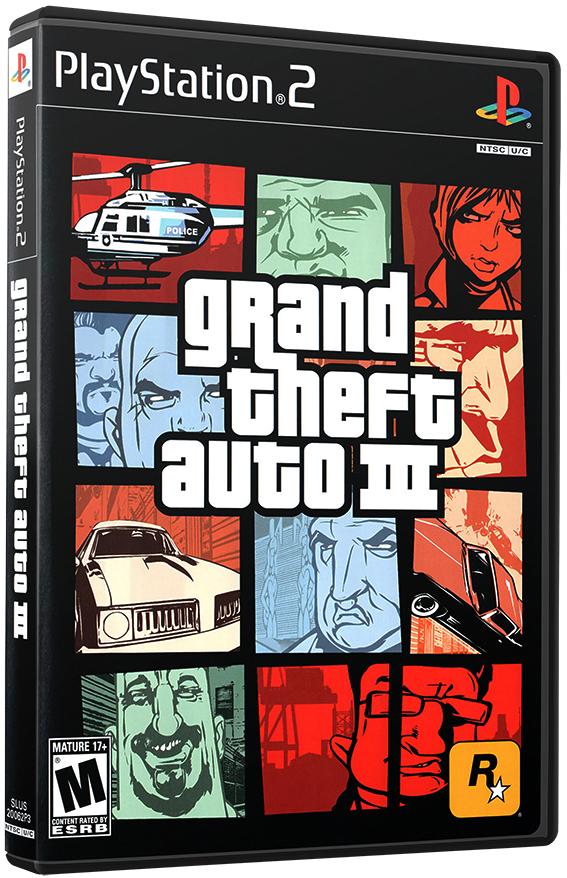 PlayStation®2
NTSC U/C
POLICE
grand
theft
auto III
MATURE 17+
M
®
CONTENT RATED BY
ESRB
R
PlayStation®2
grand theft auto III
SLUS
20062P3
NTSC U/C